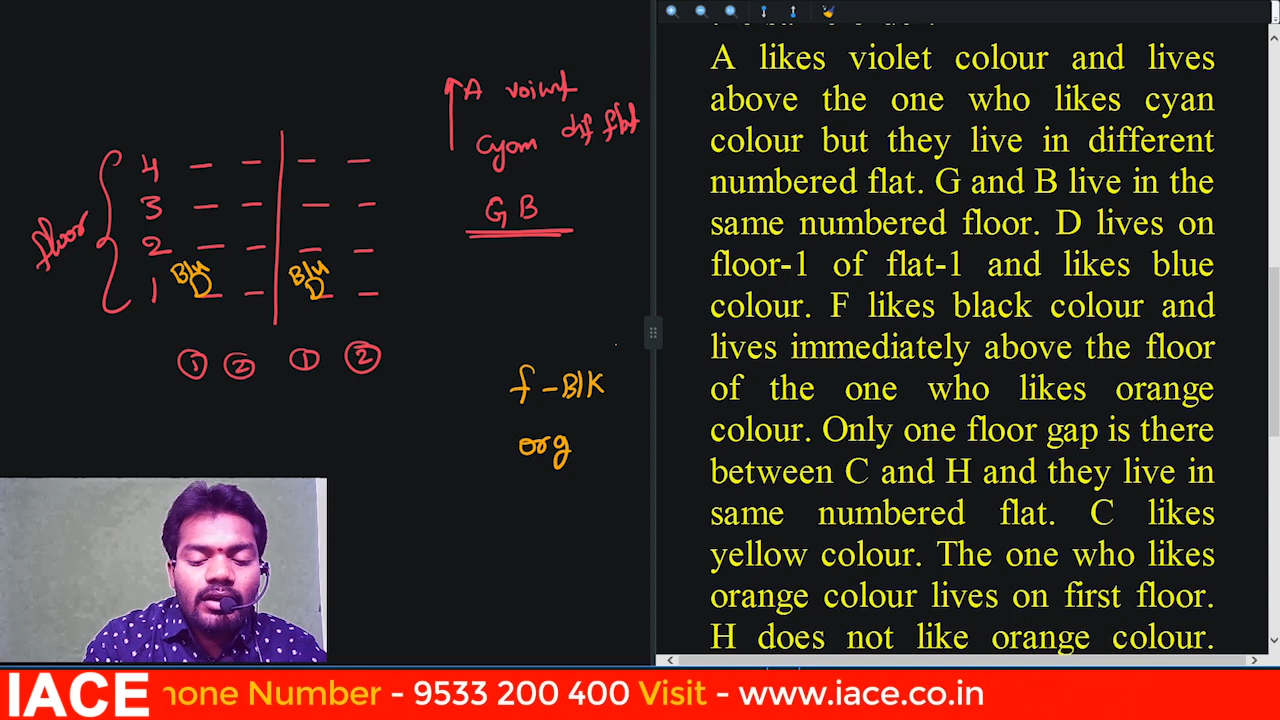 A voiwt
Cyom dif flat
G B
floor
4 — — — —
3 — — — —
2 — — — —
Blu Blu
1 D — D —
① ② ① ②
f - Blk
org
A likes violet colour and lives
above the one who likes cyan
colour but they live in different
numbered flat. G and B live in the
same numbered floor. D lives on
floor-1 of flat-1 and likes blue
colour. F likes black colour and
lives immediately above the floor
of the one who likes orange
colour. Only one floor gap is there
between C and H and they live in
same numbered flat. C likes
yellow colour. The one who likes
orange colour lives on first floor.
H does not like orange colour.
IACE
hone Number - 9533 200 400 Visit - www.iace.co.in